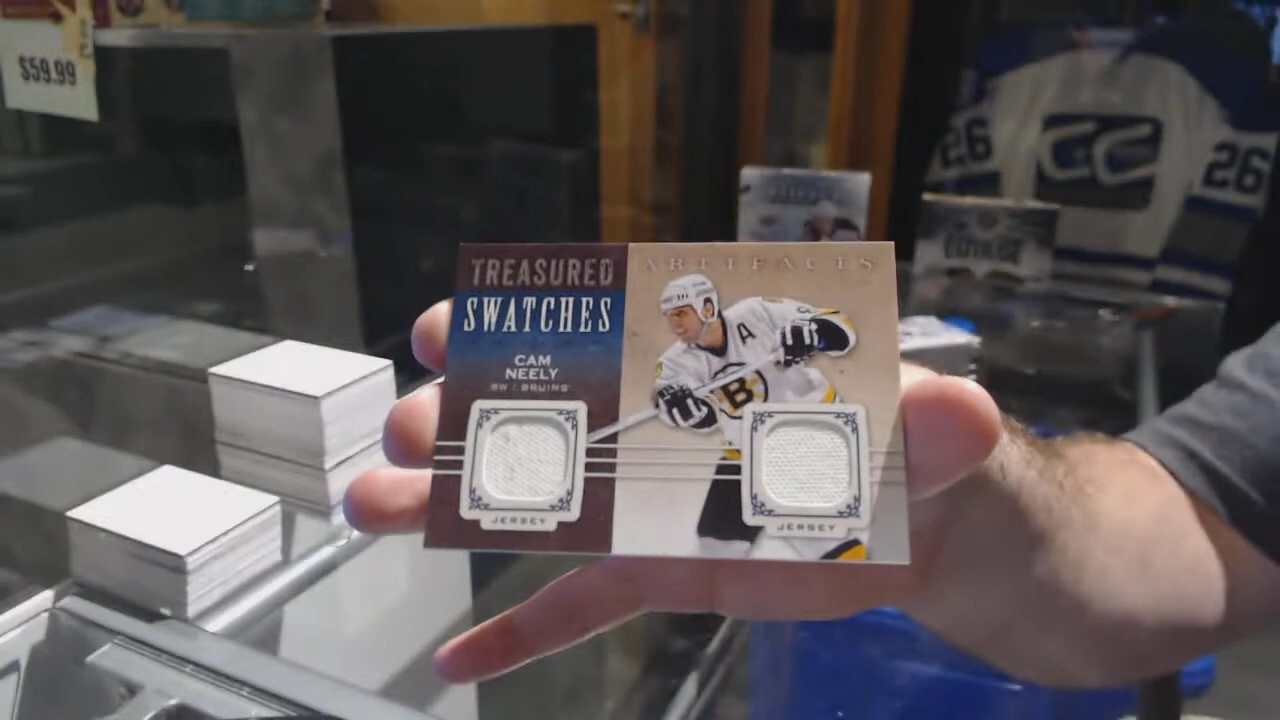 $59.99
26
26
TREASURED
SWATCHES
CAM
NEELY
RW / BRUINS
ARTIFACTS
A
B
JERSEY
JERSEY